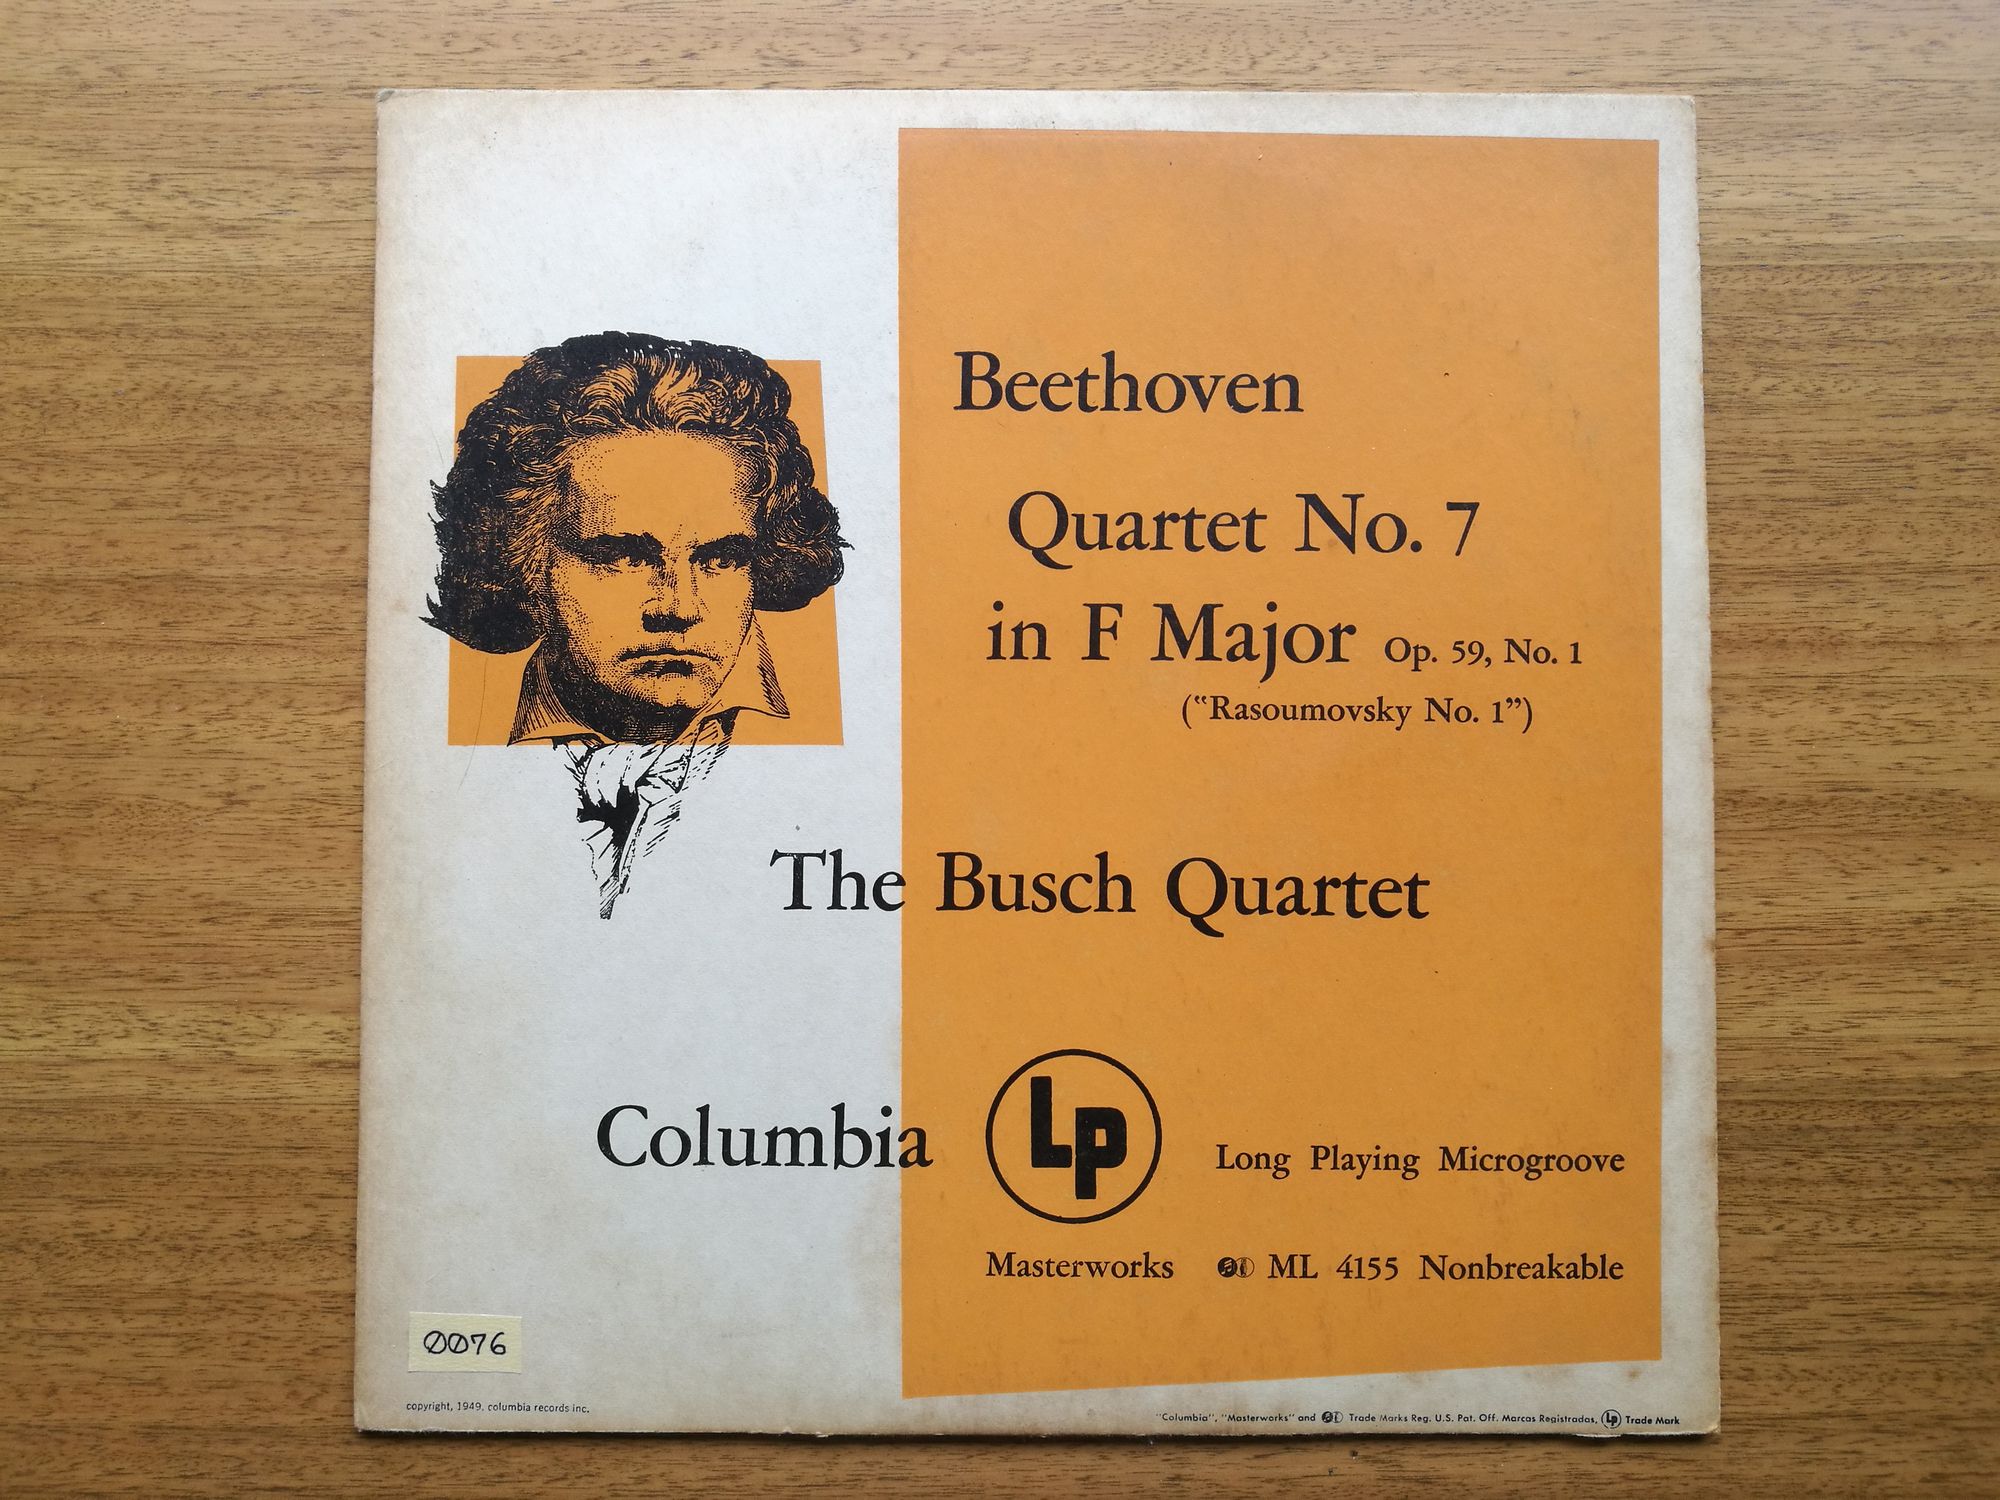 Beethoven
Quartet No. 7
in F Major Op. 59, No. 1
("Rasoumovsky No. 1")
The Busch Quartet
Columbia Lp Long Playing Microgroove
Masterworks ML 4155 Nonbreakable
0076
copyright, 1949, columbia records inc.
"Columbia", "Masterworks" and Trade Marks Reg. U.S. Pat. Off. Marcas Registradas, Lp Trade Mark